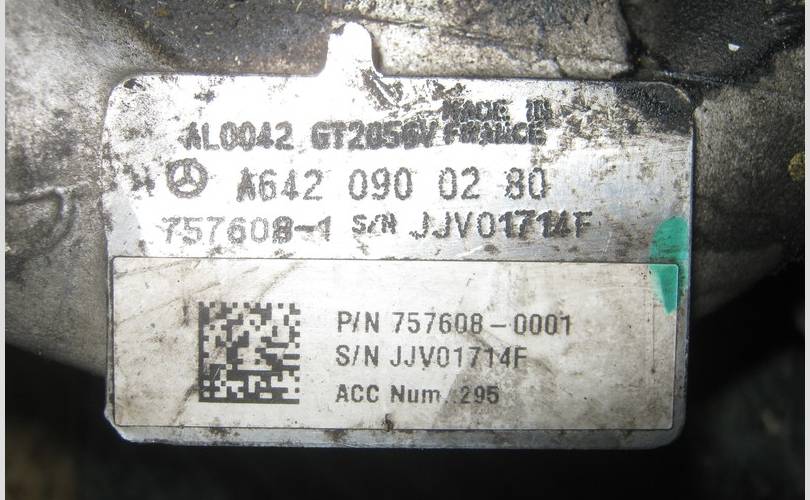 MADE IN
AL0042 GT2056V FRANCE
A642 090 02 80
757608-1 S/N JJV01714F
P/N 757608-0001
S/N JJV01714F
ACC Num. 295